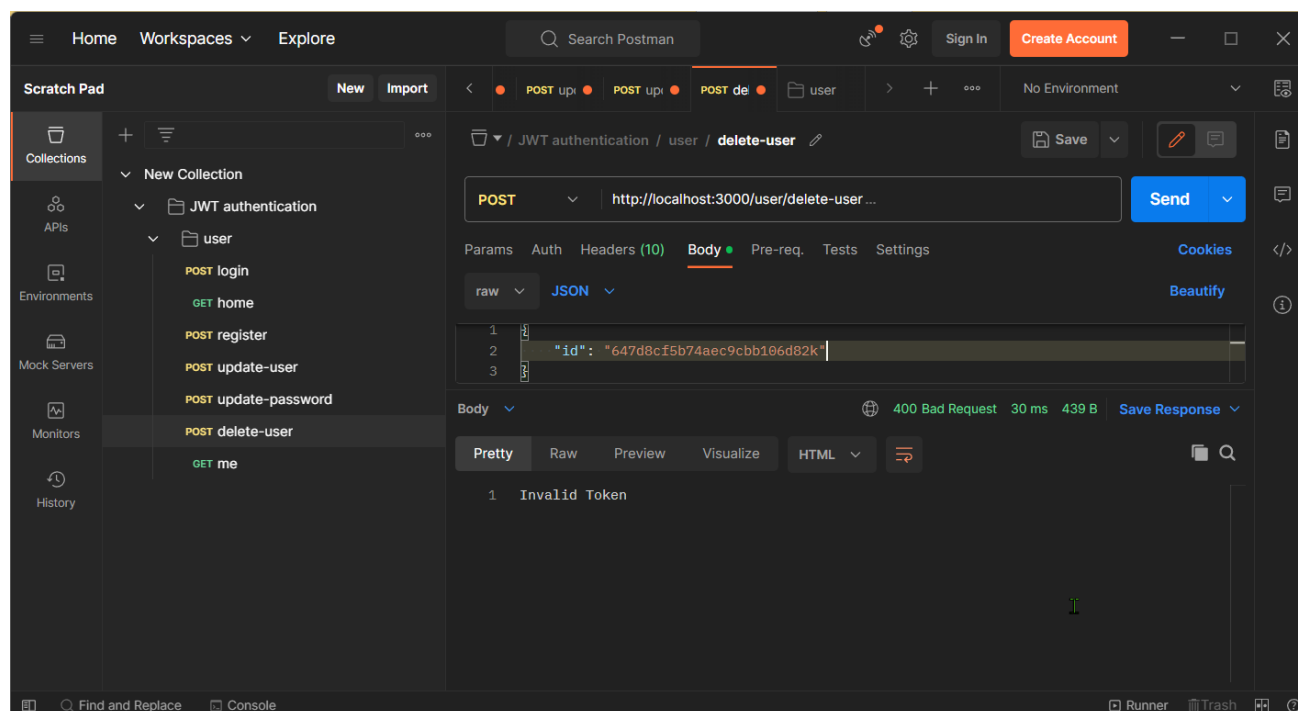 Home Workspaces Explore Search Postman Sign In Create Account
Scratch Pad New Import POST up POST up POST del user No Environment
Collections
APIs
Environments
Mock Servers
Monitors
History
New Collection
JWT authentication
user
POST login
GET home
POST register
POST update-user
POST update-password
POST delete-user
GET me
/ JWT authentication / user / delete-user Save
POST http://localhost:3000/user/delete-user ... Send
Params Auth Headers (10) Body Pre-req. Tests Settings Cookies
raw JSON Beautify
1 {
2 "id": "647d8cf5b74aec9cbb106d82k"
3 }
Body 400 Bad Request 30 ms 439 B Save Response
Pretty Raw Preview Visualize HTML
1 Invalid Token
Find and Replace Console Runner Trash